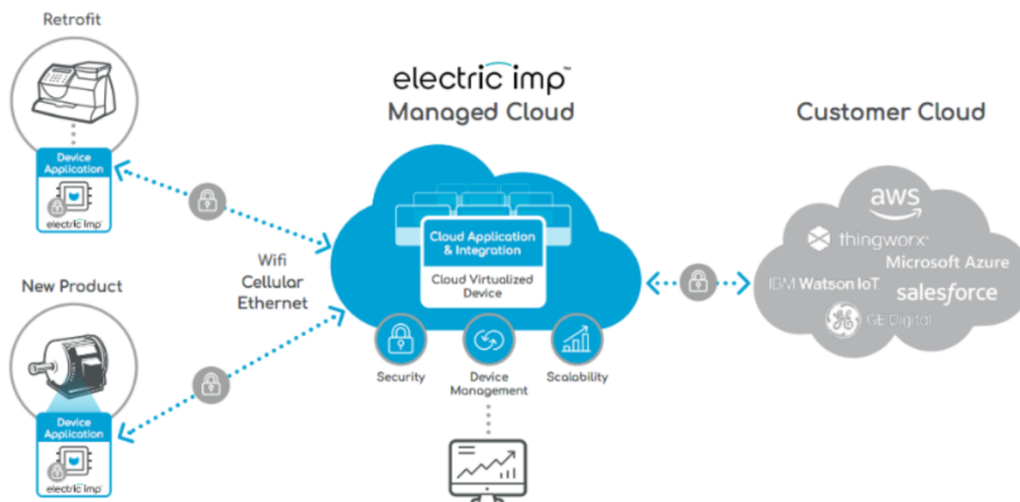 Retrofit
Device
Application
electric imp
New Product
Device
Application
electric imp
Wifi
Cellular
Ethernet
electric imp™
Managed Cloud
Cloud Application
& Integration
Cloud Virtualized
Device
Security
Device
Management
Scalability
Customer Cloud
aws
thingworx®
Microsoft Azure
IBM Watson IoT
salesforce
GE Digital